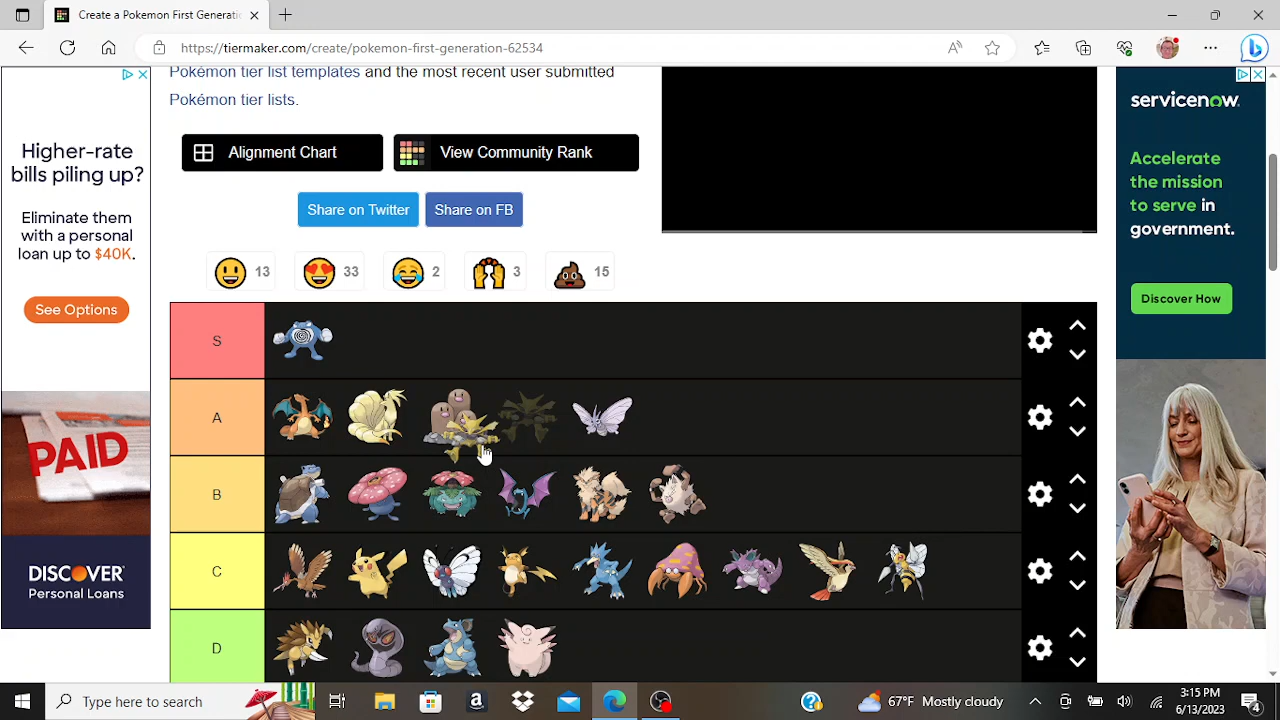 Create a Pokemon First Generatio
https://tiermaker.com/create/pokemon-first-generation-62534
Pokémon tier list templates and the most recent user submitted
Pokémon tier lists.
Alignment Chart
View Community Rank
Share on Twitter
Share on FB
13
33
2
3
15
S
A
B
C
D
Higher-rate
bills piling up?
Eliminate them
with a personal
loan up to $40K.
See Options
PAID
DISCOVER
Personal Loans
servicenow
Accelerate
the mission
to serve in
government.
Discover How
Type here to search
67°F Mostly cloudy
3:15 PM
6/13/2023
4